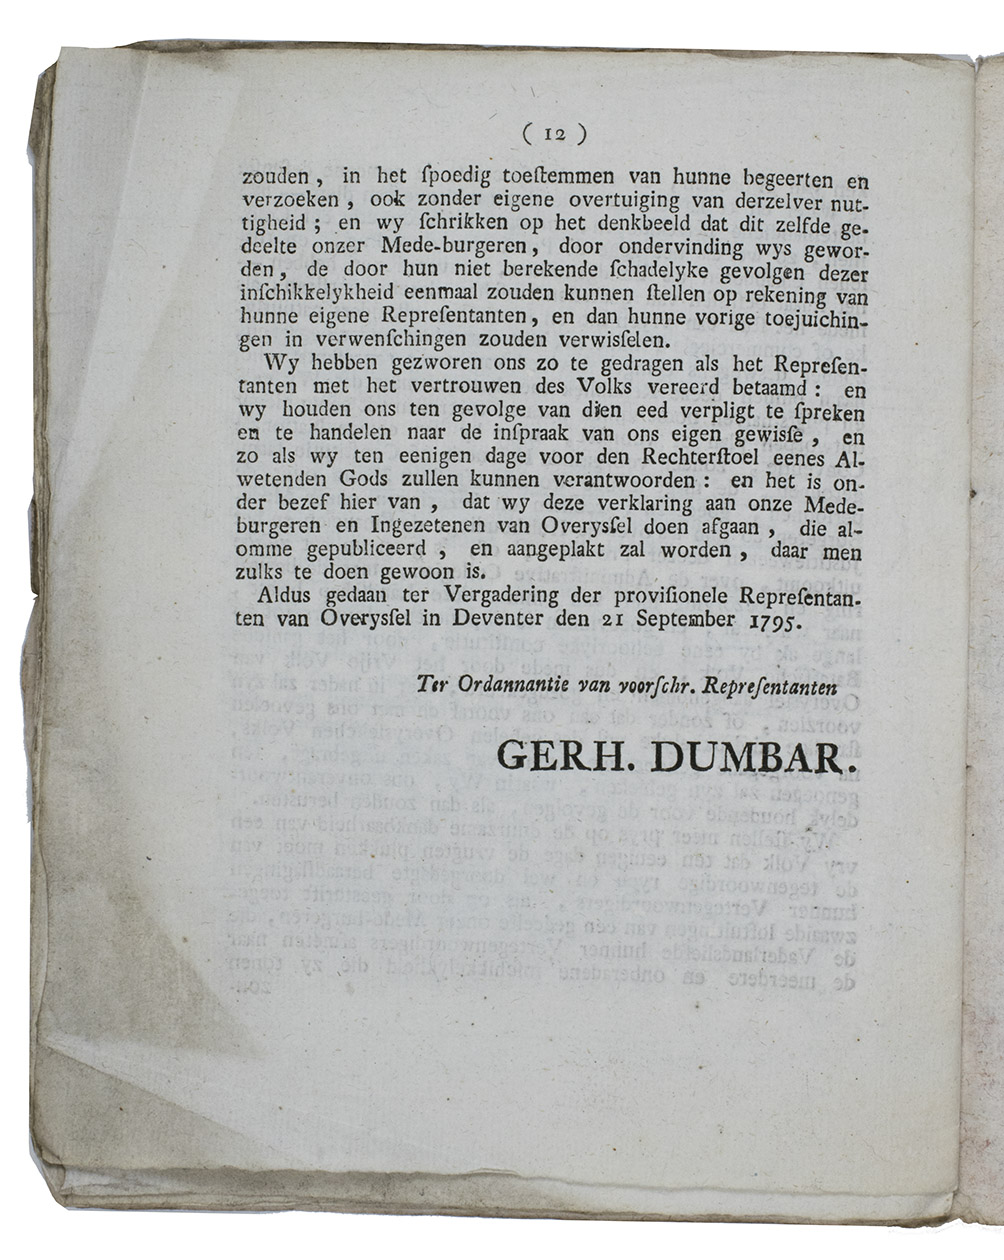 ( 12 )
zouden , in het ſpoedig toeſtemmen van hunne begeerten en
verzoeken , ook zonder eigene overtuiging van derzelver nut-
tigheid ; en wy ſchrikken op het denkbeeld dat dit zelfde ge-
deelte onzer Mede-burgeren, door ondervinding wys gewor-
den, de door hun niet berekende ſchadelyke gevolgen dezer
inſchikkelykheid eenmaal zouden kunnen ſtellen op rekening van
hunne eigene Repreſentanten, en dan hunne vorige toejuichin-
gen in verwenſchingen zouden verwisſelen.
Wy hebben gezworen ons zo te gedragen als het Repreſen-
tanten met het vertrouwen des Volks vereerd betaamd : en
wy houden ons ten gevolge van dien eed verpligt te ſpreken
en te handelen naar de inſpraak van ons eigen gewisſe , en
zo als wy ten eenigen dage voor den Rechterſtoel eenes Al-
wetenden Gods zullen kunnen verantwoorden : en het is on-
der bezef hier van , dat wy deze verklaring aan onze Mede-
burgeren en Ingezetenen van Overysſel doen afgaan , die al-
omme gepubliceerd , en aangeplakt zal worden , daar men
zulks te doen gewoon is.
Aldus gedaan ter Vergadering der proviſionele Repreſentan-
ten van Overysſel in Deventer den 21 September 1795.
Ter Ordannantie van voorſchr. Repreſentanten
GERH. DUMBAR.